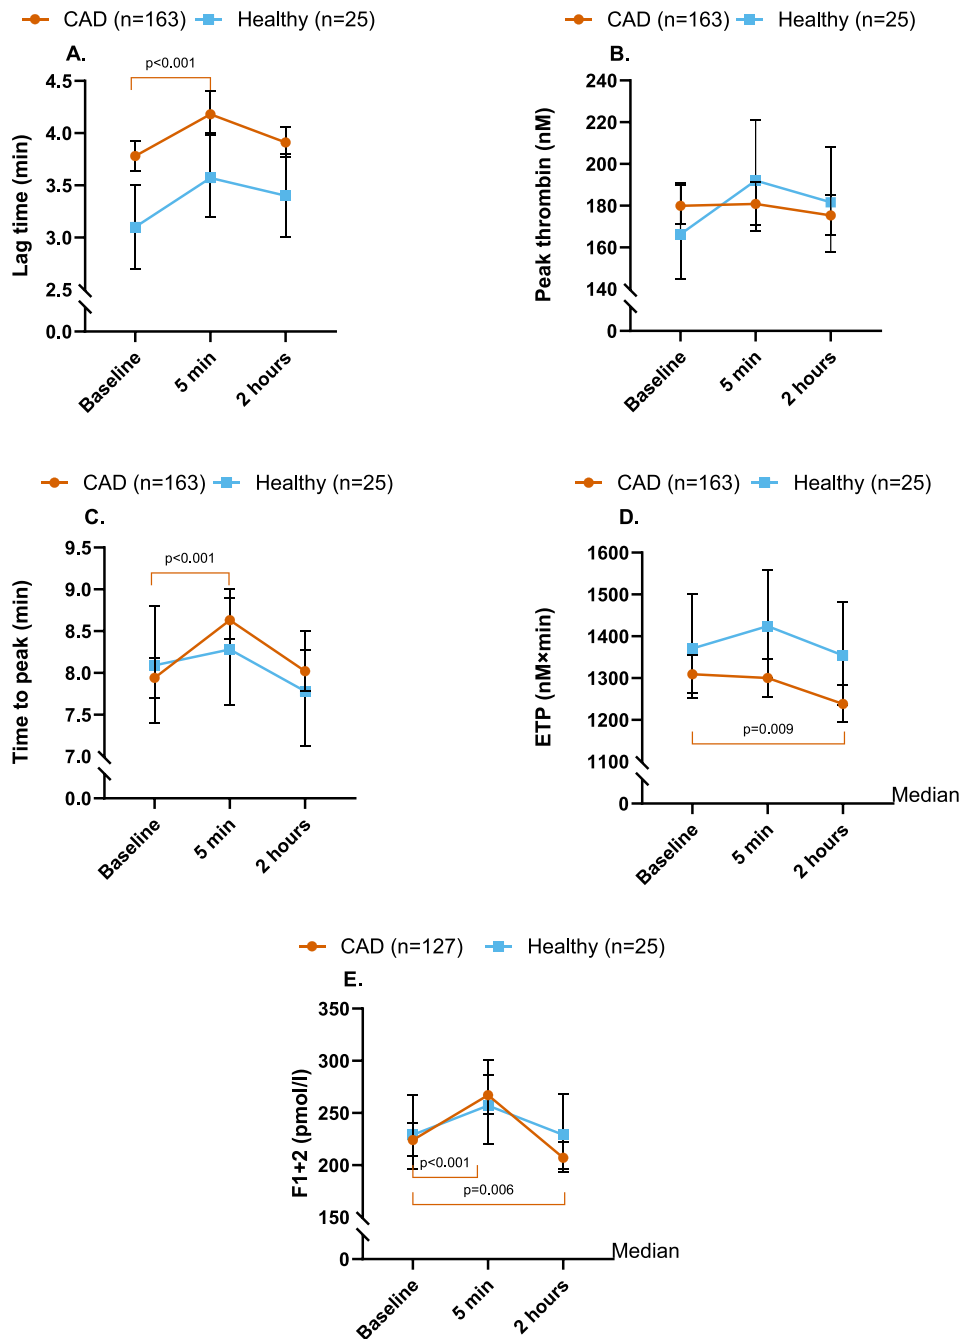 CAD (n=163) Healthy (n=25)
A.
p<0.001
Lag time (min)
4.5
4.0
3.5
3.0
2.5
0.0
Baseline
5 min
2 hours
CAD (n=163) Healthy (n=25)
B.
Peak thrombin (nM)
240
220
200
180
160
140
0
Baseline
5 min
2 hours
CAD (n=163) Healthy (n=25)
C.
p<0.001
Time to peak (min)
9.5
9.0
8.5
8.0
7.5
7.0
0.0
Baseline
5 min
2 hours
CAD (n=163) Healthy (n=25)
D.
ETP (nM×min)
1600
1500
1400
1300
1200
1100
0
p=0.009
Median
Baseline
5 min
2 hours
CAD (n=127) Healthy (n=25)
E.
F1+2 (pmol/l)
350
300
250
200
150
0
p<0.001
p=0.006
Median
Baseline
5 min
2 hours